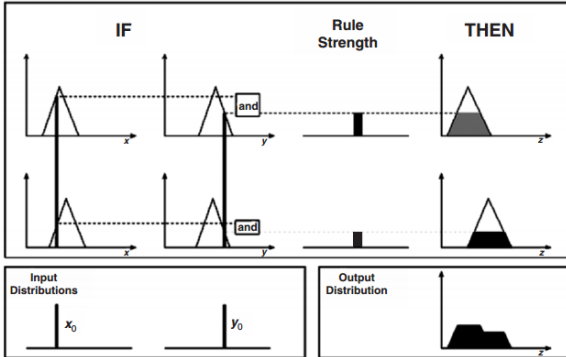 IF
Rule
Strength
THEN
and
x
y
z
and
x
y
z
Input
Distributions
x₀
y₀
Output
Distribution
z